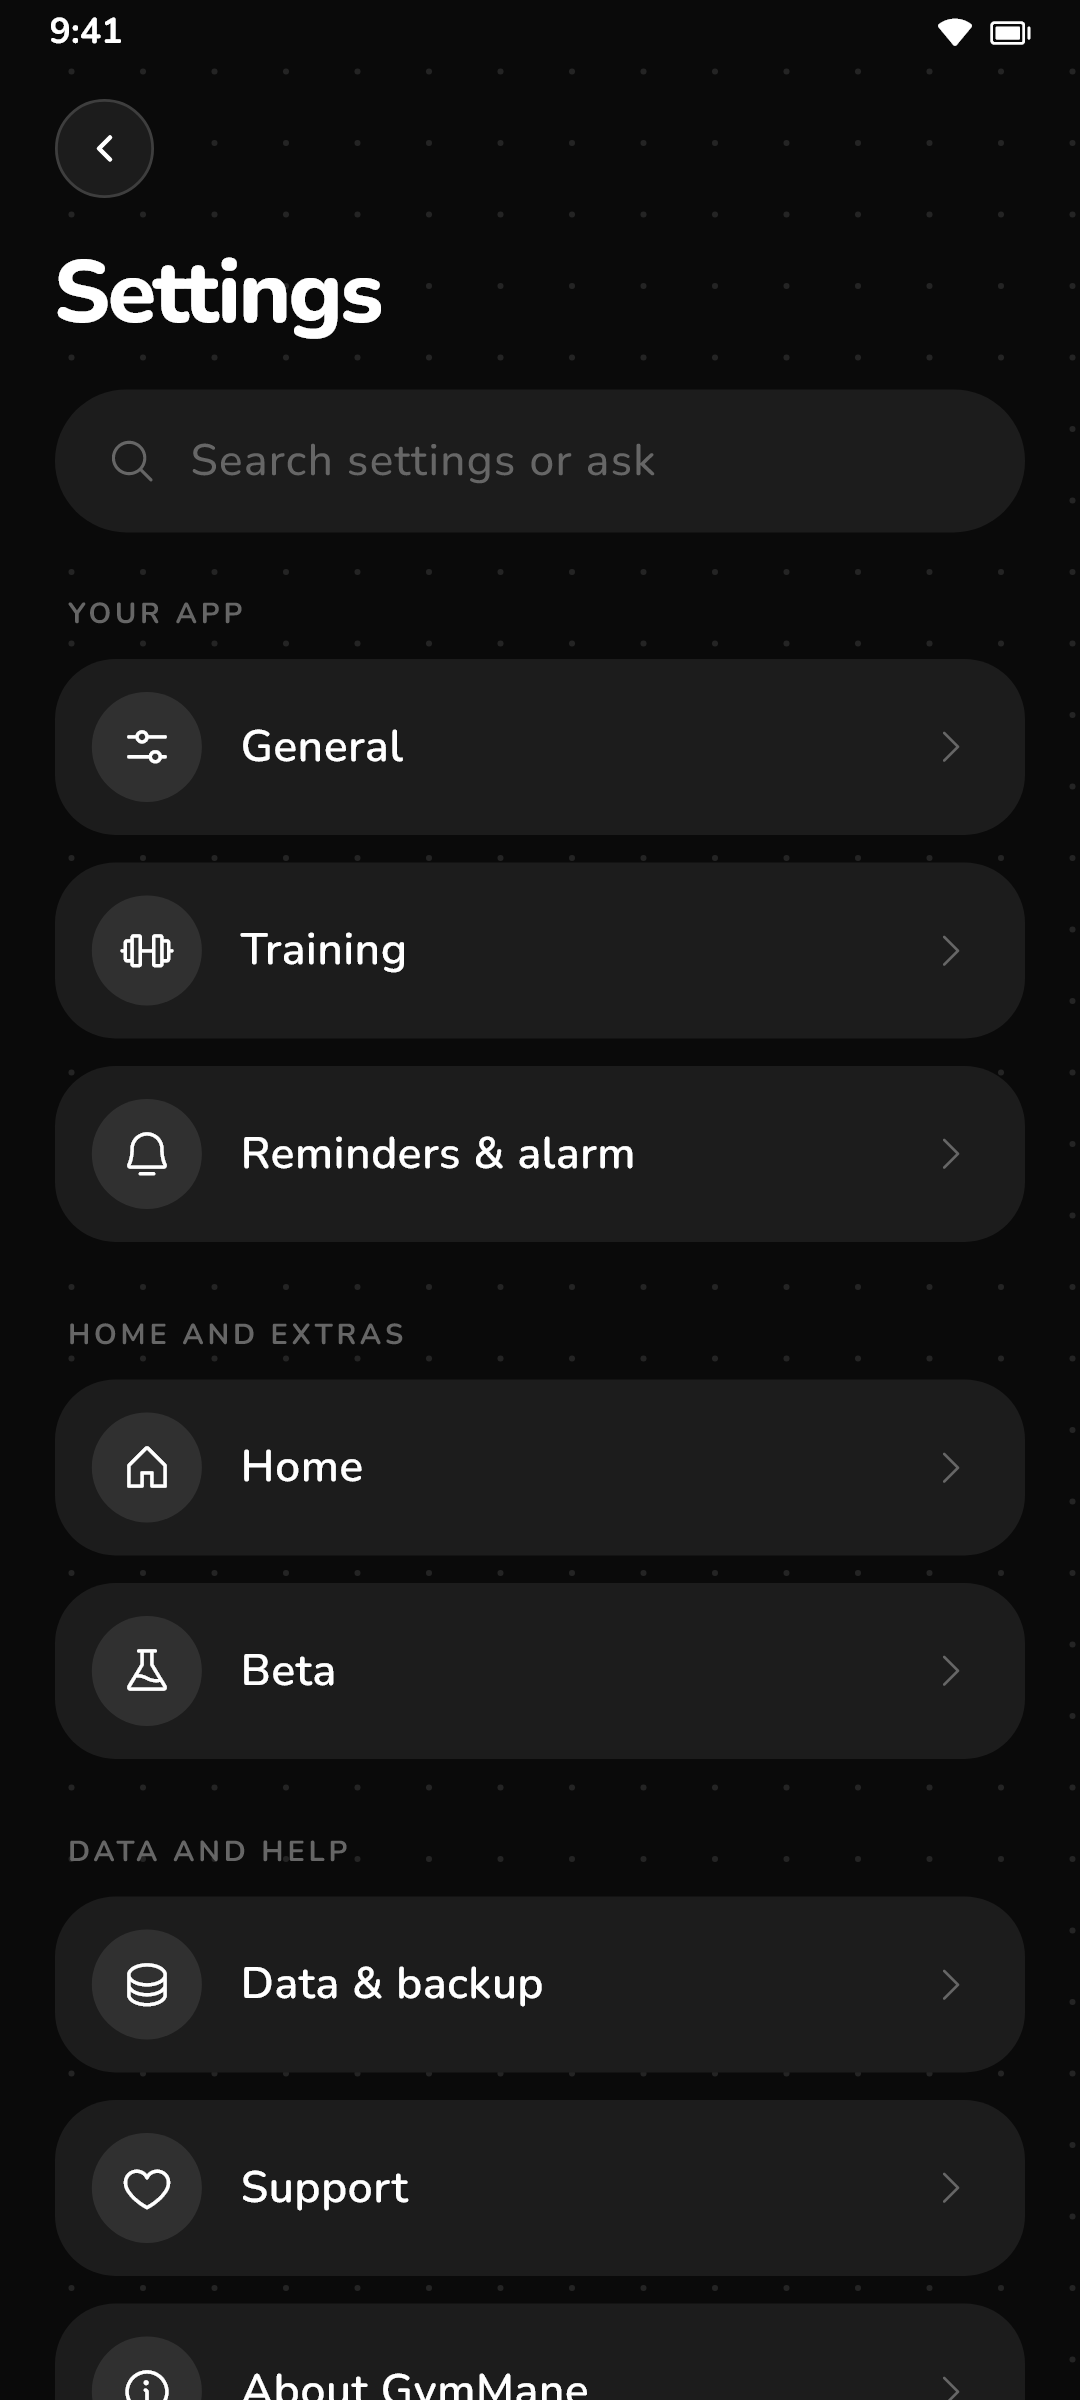 9:41
Settings
Search settings or ask
YOUR APP
General
Training
Reminders & alarm
HOME AND EXTRAS
Home
Beta
DATA AND HELP
Data & backup
Support
About GymMane